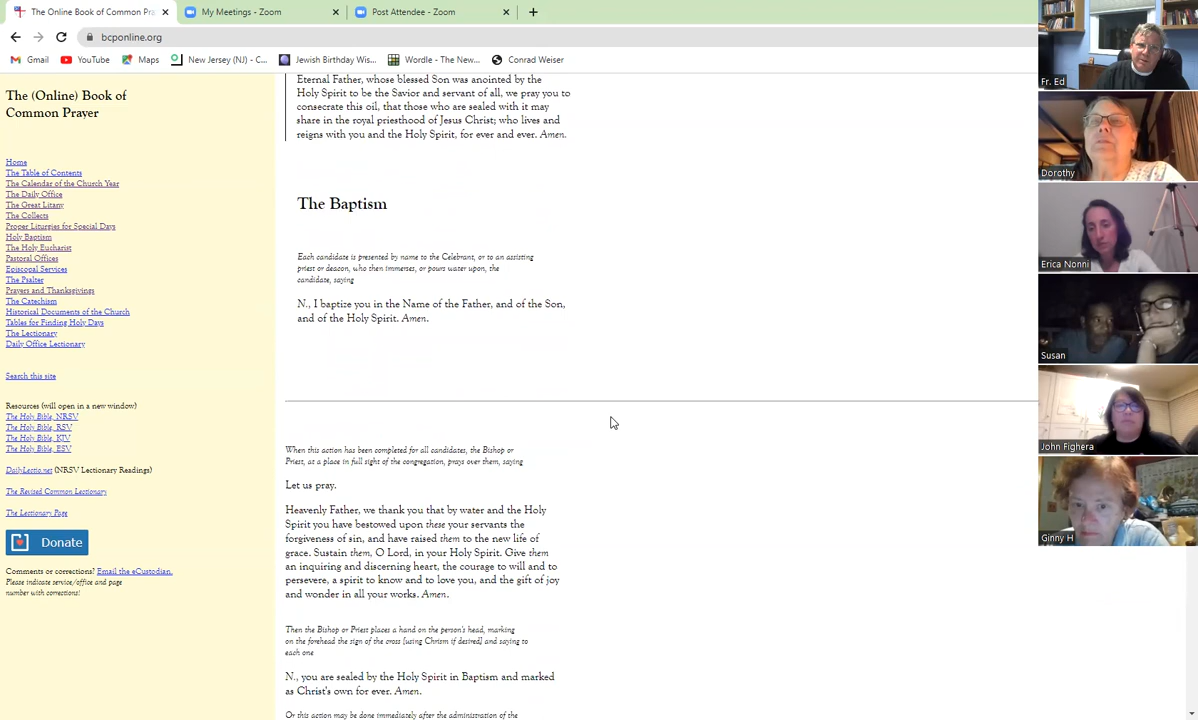 The Online Book of Common Pra
My Meetings - Zoom
Post Attendee - Zoom
bcponline.org
Gmail
YouTube
Maps
New Jersey (NJ) - C...
Jewish Birthday Wis...
Wordle - The New...
Conrad Weiser
The (Online) Book of
Common Prayer
Home
The Table of Contents
The Calendar of the Church Year
The Daily Office
The Great Litany
The Collects
Proper Liturgies for Special Days
Holy Baptism
The Holy Eucharist
Pastoral Offices
Episcopal Services
The Psalter
Prayers and Thanksgivings
The Catechism
Historical Documents of the Church
Tables for Finding Holy Days
The Lectionary
Daily Office Lectionary
Search this site
Resources (will open in a new window)
The Holy Bible, NRSV
The Holy Bible, RSV
The Holy Bible, KJV
The Holy Bible, ESV
DailyLectio.net (NRSV Lectionary Readings)
The Revised Common Lectionary
The Lectionary Page
Donate
Comments or corrections? Email the eCustodian.
Please indicate service/office and page
number with corrections!
Eternal Father, whose blessed Son was anointed by the
Holy Spirit to be the Savior and servant of all, we pray you to
consecrate this oil, that those who are sealed with it may
share in the royal priesthood of Jesus Christ; who lives and
reigns with you and the Holy Spirit, for ever and ever. Amen.
The Baptism
Each candidate is presented by name to the Celebrant, or to an assisting
priest or deacon, who then immerses, or pours water upon, the
candidate, saying
N., I baptize you in the Name of the Father, and of the Son,
and of the Holy Spirit. Amen.
When this action has been completed for all candidates, the Bishop or
Priest, at a place in full sight of the congregation, prays over them, saying
Let us pray.
Heavenly Father, we thank you that by water and the Holy
Spirit you have bestowed upon these your servants the
forgiveness of sin, and have raised them to the new life of
grace. Sustain them, O Lord, in your Holy Spirit. Give them
an inquiring and discerning heart, the courage to will and to
persevere, a spirit to know and to love you, and the gift of joy
and wonder in all your works. Amen.
Then the Bishop or Priest places a hand on the person's head, marking
on the forehead the sign of the cross [using Chrism if desired] and saying to
each one
N., you are sealed by the Holy Spirit in Baptism and marked
as Christ's own for ever. Amen.
Or this action may be done immediately after the administration of the
Fr. Ed
Dorothy
Erica Nonni
Susan
John Fighera
Ginny H